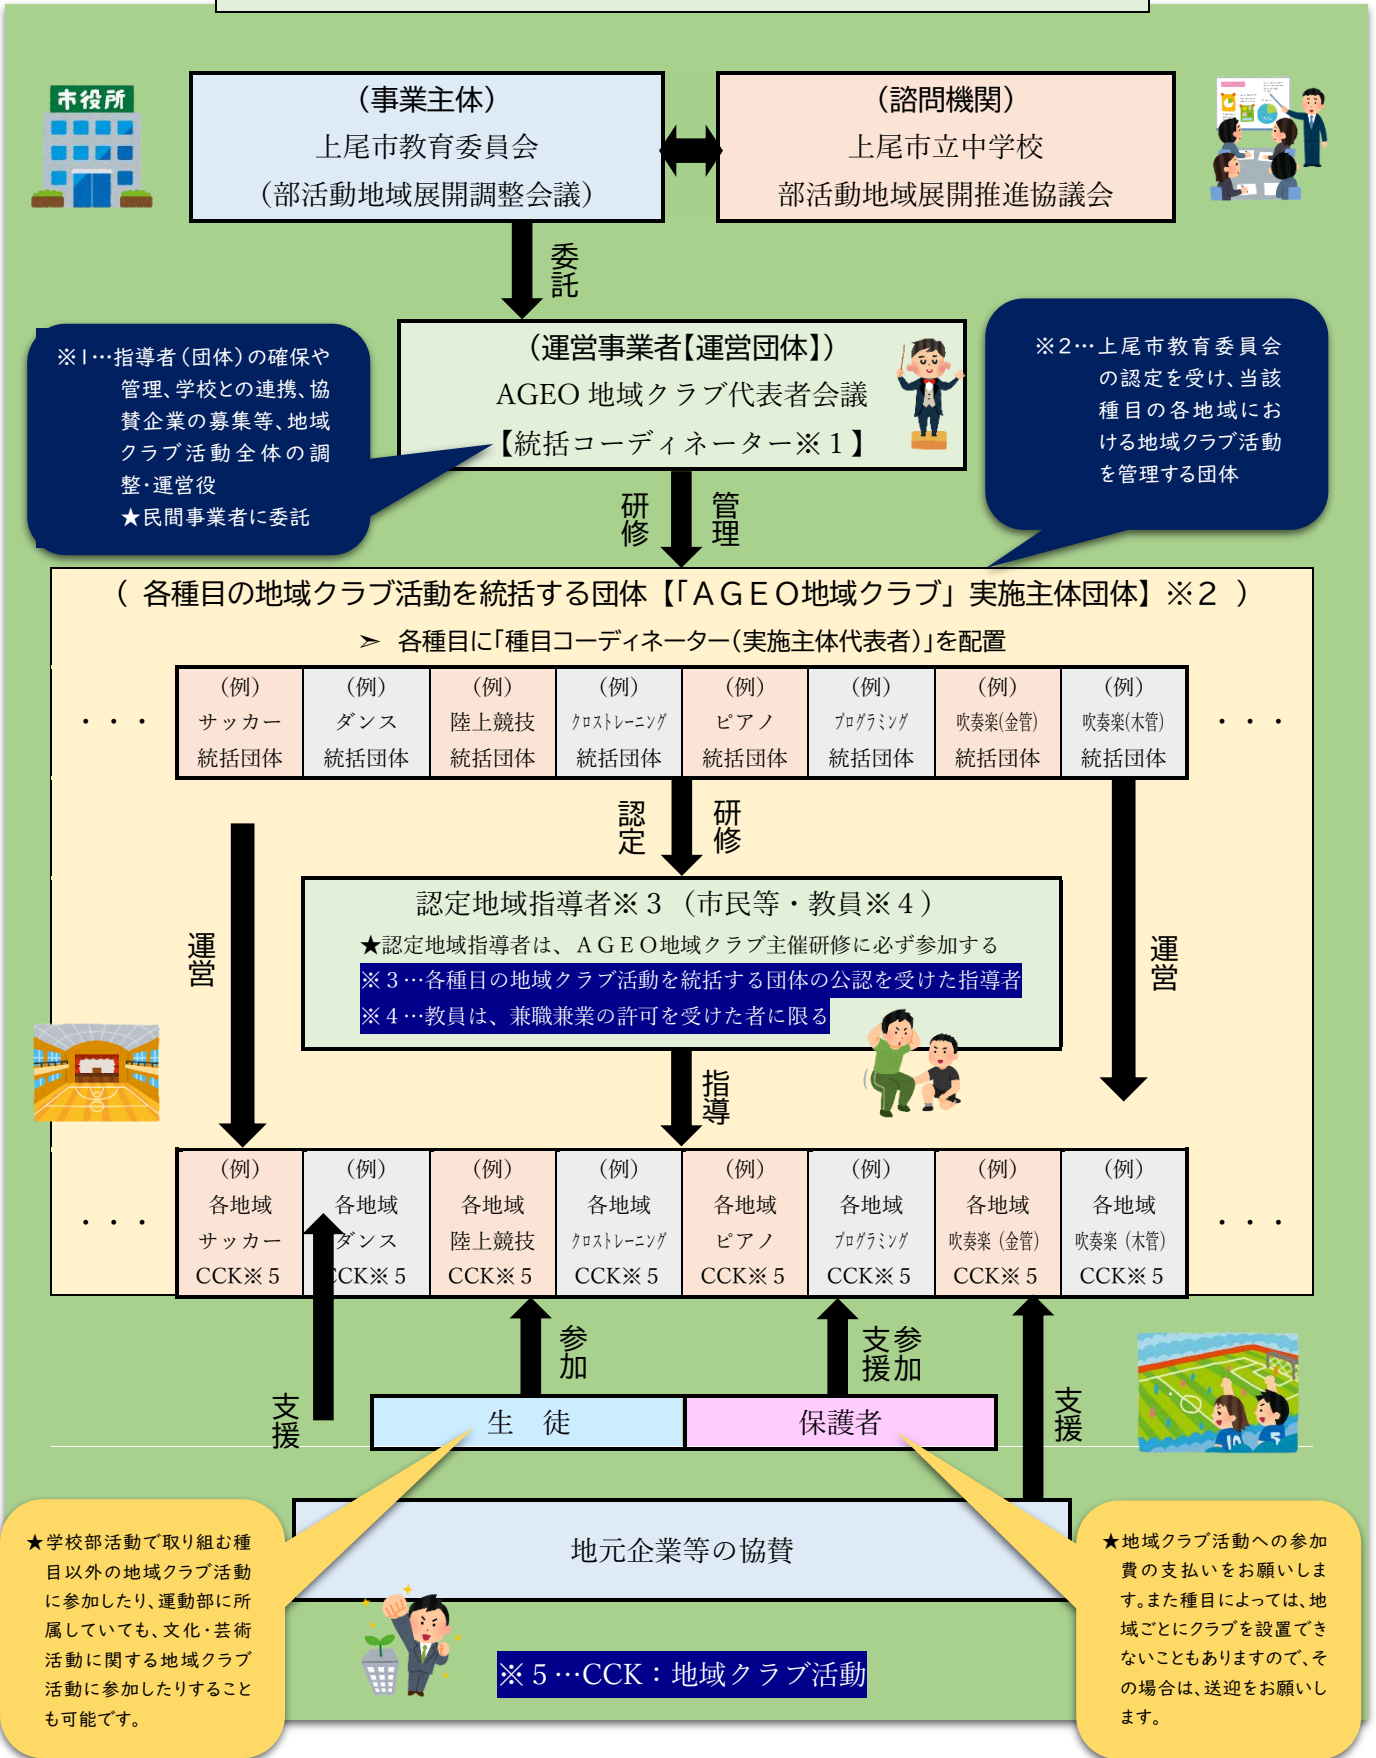 市役所
（事業主体）
上尾市教育委員会
（部活動地域展開調整会議）
（諮問機関）
上尾市立中学校
部活動地域展開推進協議会
委託
※1…指導者（団体）の確保や
管理、学校との連携、協
賛企業の募集等、地域
クラブ活動全体の調
整・運営役
★民間事業者に委託
（運営事業者【運営団体】）
AGEO 地域クラブ代表者会議
【統括コーディネーター※１】
※2…上尾市教育委員会
の認定を受け、当該
種目の各地域にお
ける地域クラブ活動
を管理する団体
研修
管理
（ 各種目の地域クラブ活動を統括する団体【「ＡＧＥＯ地域クラブ」実施主体団体】※２ ）
➢ 各種目に「種目コーディネーター（実施主体代表者）」を配置
・・・
（例）
サッカー
統括団体
（例）
ダンス
統括団体
（例）
陸上競技
統括団体
（例）
クロストレーニング
統括団体
（例）
ピアノ
統括団体
（例）
プログラミング
統括団体
（例）
吹奏楽(金管)
統括団体
（例）
吹奏楽(木管)
統括団体
・・・
認定
研修
運営
認定地域指導者※３（市民等・教員※４）
★認定地域指導者は、ＡＧＥＯ地域クラブ主催研修に必ず参加する
※３…各種目の地域クラブ活動を統括する団体の公認を受けた指導者
※４…教員は、兼職兼業の許可を受けた者に限る
運営
指導
・・・
（例）
各地域
サッカー
CCK※５
（例）
各地域
ダンス
CCK※５
（例）
各地域
陸上競技
CCK※５
（例）
各地域
クロストレーニング
CCK※５
（例）
各地域
ピアノ
CCK※５
（例）
各地域
プログラミング
CCK※５
（例）
各地域
吹奏楽（金管）
CCK※５
（例）
各地域
吹奏楽（木管）
CCK※５
・・・
参加
支援
参加
支援
支援
生　徒
保護者
10
5
地元企業等の協賛
★学校部活動で取り組む種
目以外の地域クラブ活動
に参加したり、運動部に所
属していても、文化・芸術
活動に関する地域クラブ
活動に参加したりすること
も可能です。
★地域クラブ活動への参加
費の支払いをお願いしま
す。また種目によっては、地
域ごとにクラブを設置でき
ないこともありますので、そ
の場合は、送迎をお願いし
ます。
※５…CCK：地域クラブ活動